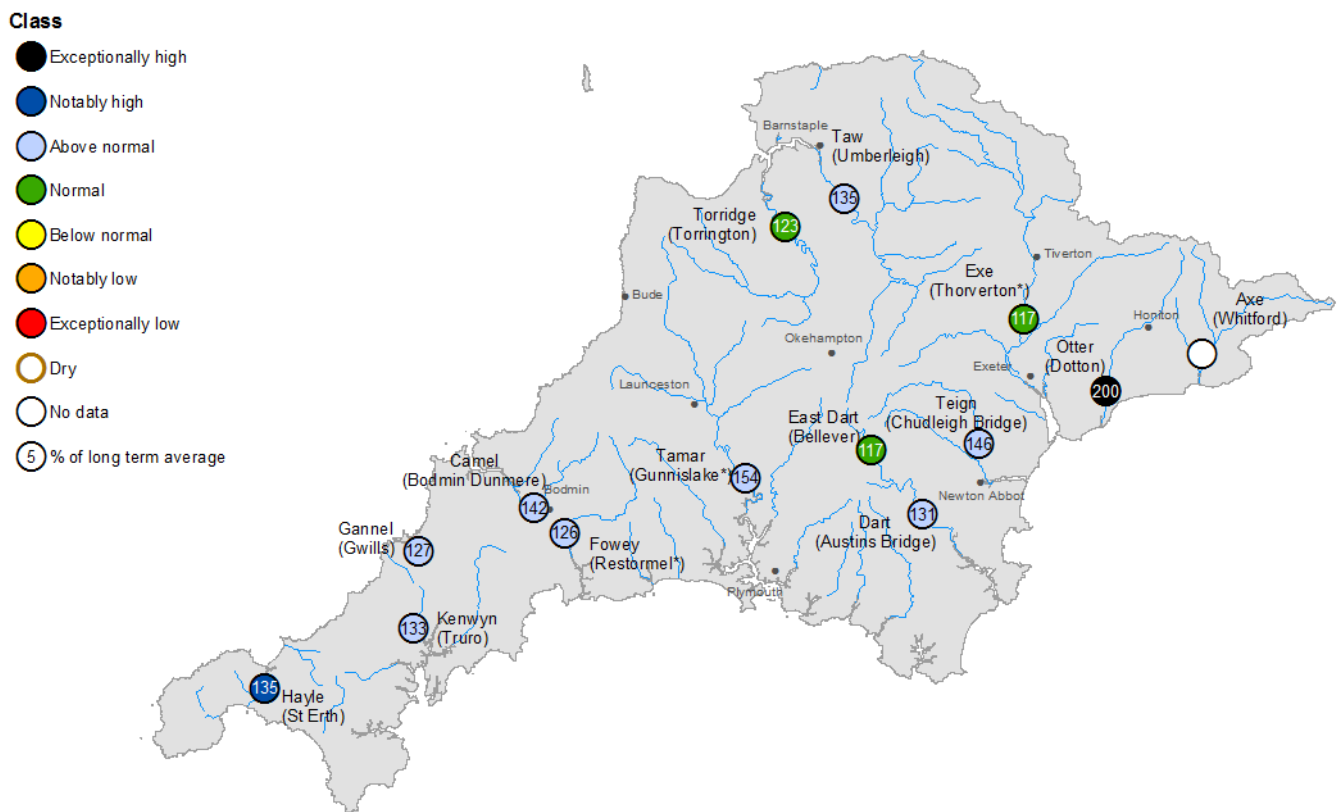 Class
Exceptionally high
Notably high
Above normal
Normal
Below normal
Notably low
Exceptionally low
Dry
No data
5 % of long term average
Barnstaple
Taw
(Umberleigh)
135
Torridge
(Torrington)
123
Tiverton
Exe
(Thorverton*)
117
Bude
Axe
(Whitford)
Honiton
Okehampton
Otter
(Dotton)
200
Exeter
Launceston
Teign
(Chudleigh Bridge)
146
East Dart
(Bellever)
117
Tamar
(Gunnislake*)
154
Newton Abbot
Camel
(Bodmin Dunmere)
142
Bodmin
126
Fowey
(Restormel*)
131
Dart
(Austins Bridge)
Gannel
(Gwills)
127
Plymouth
133
Kenwyn
(Truro)
135
Hayle
(St Erth)